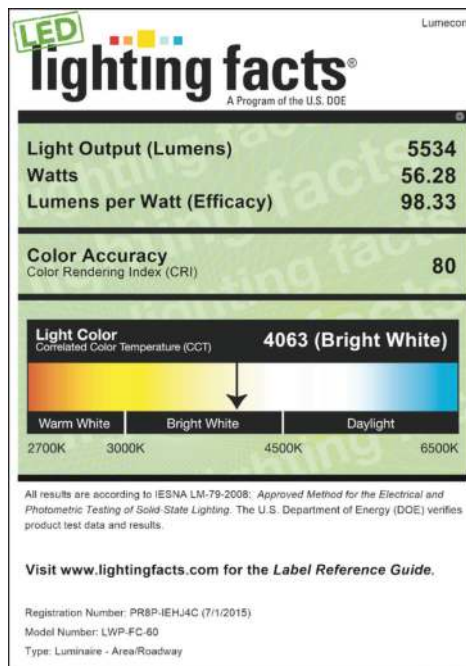 Lumecon
LED
lighting facts®
A Program of the U.S. DOE
Light Output (Lumens) 5534
Watts 56.28
Lumens per Watt (Efficacy) 98.33
Color Accuracy
Color Rendering Index (CRI) 80
Light Color
Correlated Color Temperature (CCT) 4063 (Bright White)
Warm White Bright White Daylight
2700K 3000K 4500K 6500K
All results are according to IESNA LM-79-2008: Approved Method for the Electrical and
Photometric Testing of Solid-State Lighting. The U.S. Department of Energy (DOE) verifies
product test data and results.
Visit www.lightingfacts.com for the Label Reference Guide.
Registration Number: PR8P-IEHJ4C (7/1/2015)
Model Number: LWP-FC-60
Type: Luminaire - Area/Roadway